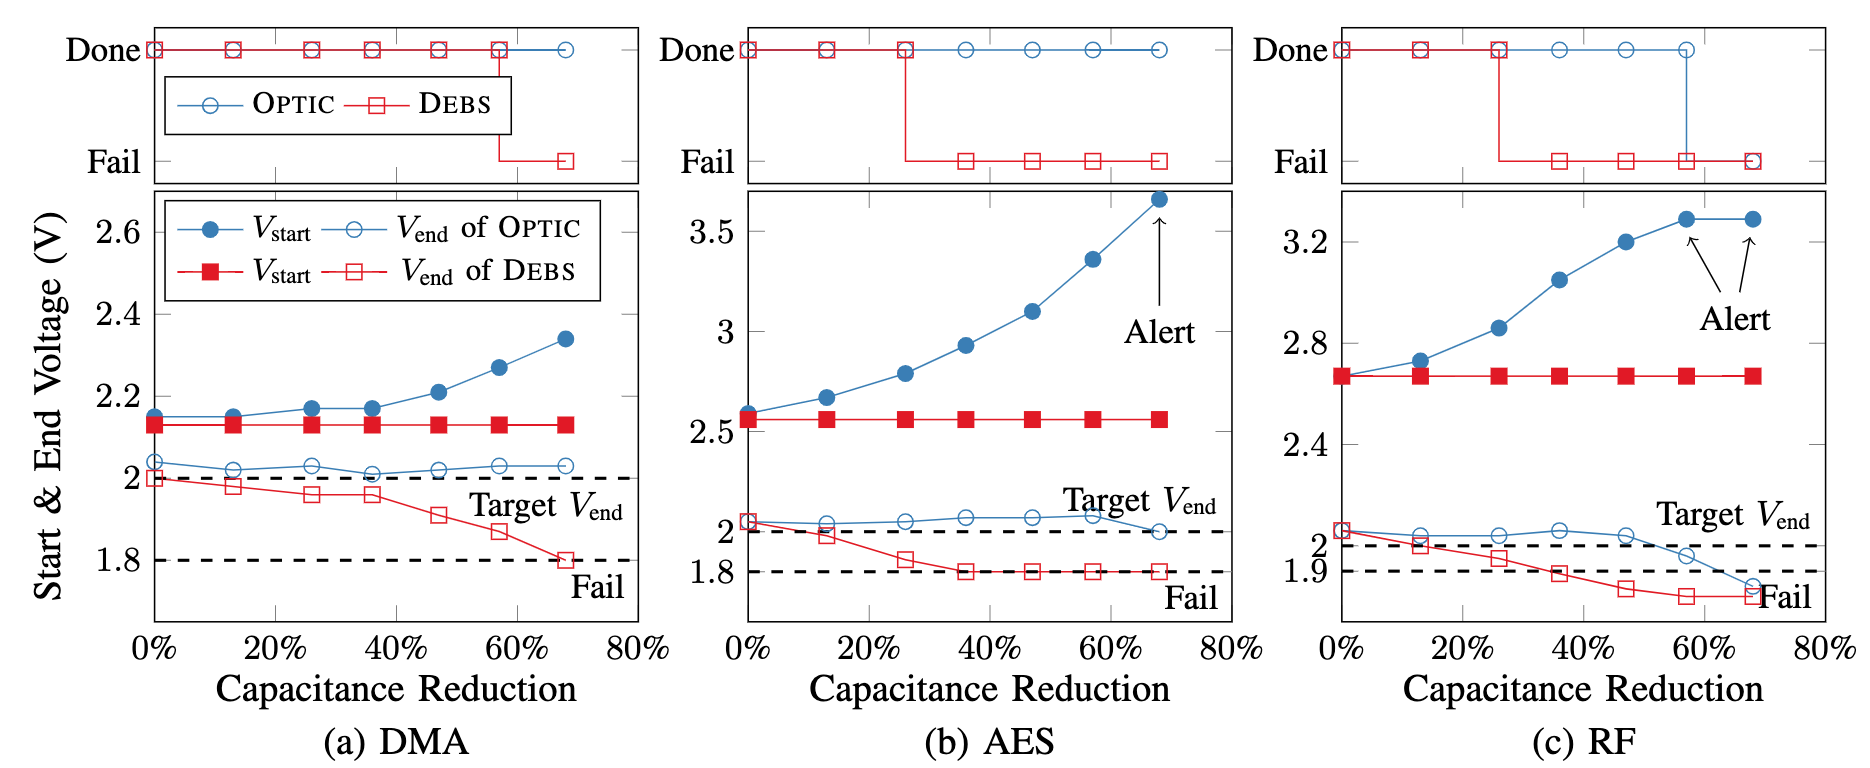 Done
Fail
OPTIC DEBS
Done
Fail
Done
Fail
Start & End Voltage (V)
2.6
2.4
2.2
2
1.8
Vstart Vend of OPTIC
Vstart Vend of DEBS
Target Vend
Fail
0% 20% 40% 60% 80%
Capacitance Reduction
(a) DMA
3.5
3
2.5
2
1.8
Alert
Target Vend
Fail
0% 20% 40% 60% 80%
Capacitance Reduction
(b) AES
3.2
2.8
2.4
2
1.9
Alert
Target Vend
Fail
0% 20% 40% 60% 80%
Capacitance Reduction
(c) RF